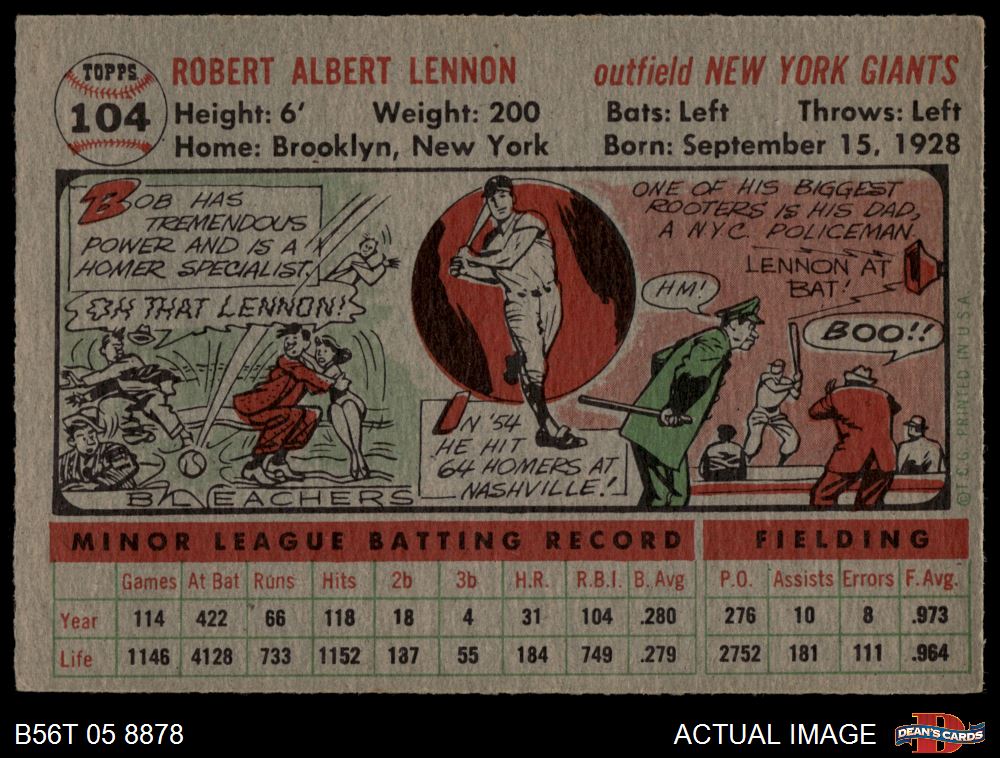 TOPPS
104
ROBERT ALBERT LENNON
outfield NEW YORK GIANTS
Height: 6' Weight: 200 Bats: Left Throws: Left
Home: Brooklyn, New York Born: September 15, 1928
BOB HAS
TREMENDOUS
POWER AND IS A
HOMER SPECIALIST.
OH THAT LENNON!
BLEACHERS
IN '54
HE HIT
64 HOMERS AT
NASHVILLE!
ONE OF HIS BIGGEST
ROOTERS IS HIS DAD,
A N.Y.C. POLICEMAN.
LENNON AT
BAT!
HM!
BOO!!
© T.C.G. PRINTED IN U.S.A.
MINOR LEAGUE BATTING RECORD FIELDING
Games At Bat Runs Hits 2b 3b H.R. R.B.I. B. Avg P.O. Assists Errors F. Avg.
Year 114 422 66 118 18 4 31 104 .280 276 10 8 .973
Life 1146 4128 733 1152 187 55 184 749 .279 2752 181 111 .964
B56T 05 8878
ACTUAL IMAGE
D
DEAN'S CARDS